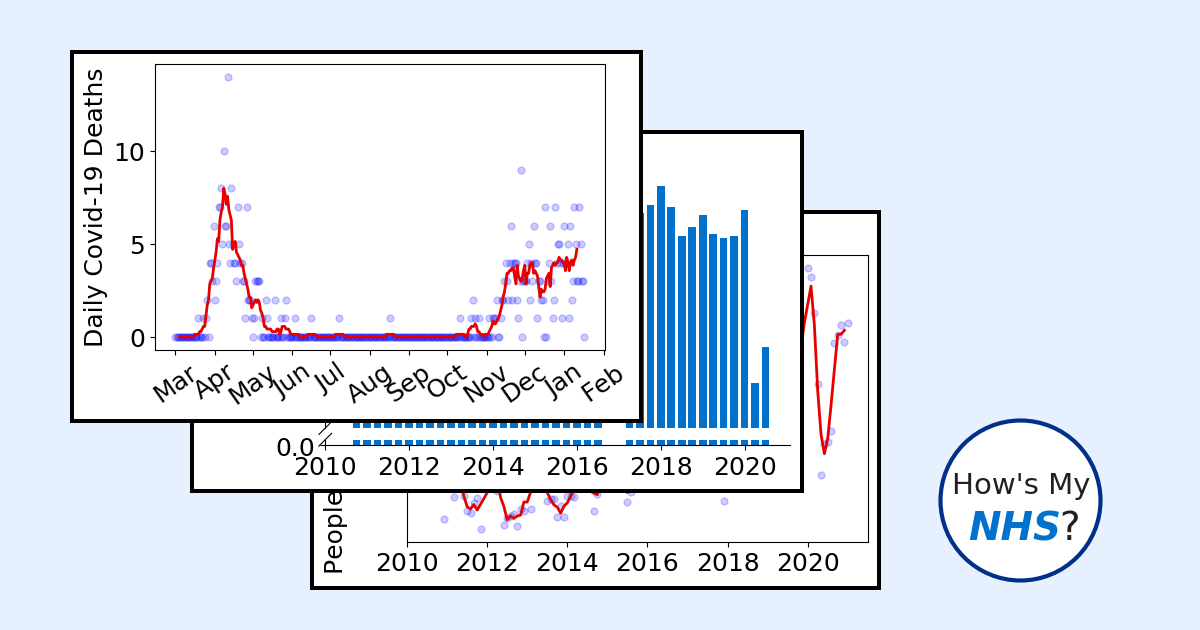 Daily Covid-19 Deaths
10
5
0
Mar Apr May Jun Jul Aug Sep Oct Nov Dec Jan Feb
0.0
2010 2012 2014 2016 2018 2020
People
2010 2012 2014 2016 2018 2020
How's My
NHS?